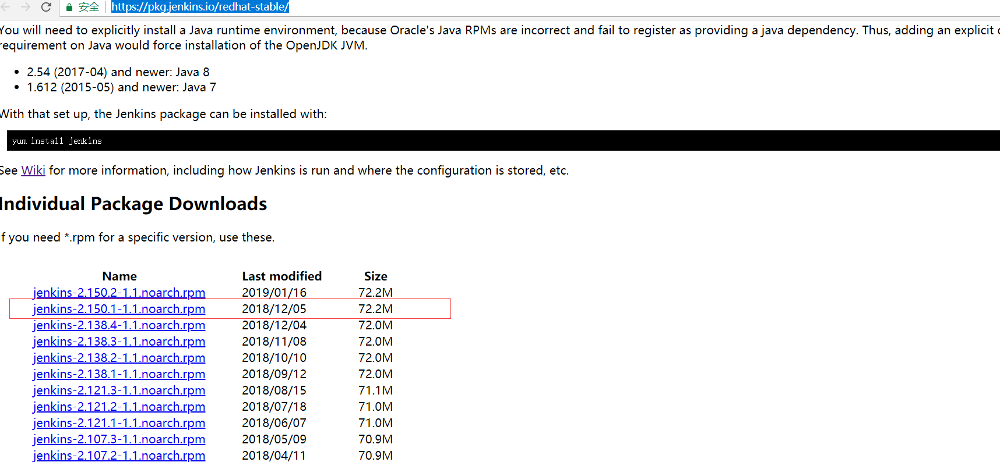 安全 https://pkg.jenkins.io/redhat-stable/
You will need to explicitly install a Java runtime environment, because Oracle's Java RPMs are incorrect and fail to register as providing a java dependency. Thus, adding an explicit
requirement on Java would force installation of the OpenJDK JVM.
• 2.54 (2017-04) and newer: Java 8
• 1.612 (2015-05) and newer: Java 7
With that set up, the Jenkins package can be installed with:
yum install jenkins
See Wiki for more information, including how Jenkins is run and where the configuration is stored, etc.
Individual Package Downloads
If you need *.rpm for a specific version, use these.
Name Last modified Size
jenkins-2.150.2-1.1.noarch.rpm 2019/01/16 72.2M
jenkins-2.150.1-1.1.noarch.rpm 2018/12/05 72.2M
jenkins-2.138.4-1.1.noarch.rpm 2018/12/04 72.0M
jenkins-2.138.3-1.1.noarch.rpm 2018/11/08 72.0M
jenkins-2.138.2-1.1.noarch.rpm 2018/10/10 72.0M
jenkins-2.138.1-1.1.noarch.rpm 2018/09/12 72.0M
jenkins-2.121.3-1.1.noarch.rpm 2018/08/15 71.1M
jenkins-2.121.2-1.1.noarch.rpm 2018/07/18 71.0M
jenkins-2.121.1-1.1.noarch.rpm 2018/06/07 71.0M
jenkins-2.107.3-1.1.noarch.rpm 2018/05/09 70.9M
jenkins-2.107.2-1.1.noarch.rpm 2018/04/11 70.9M